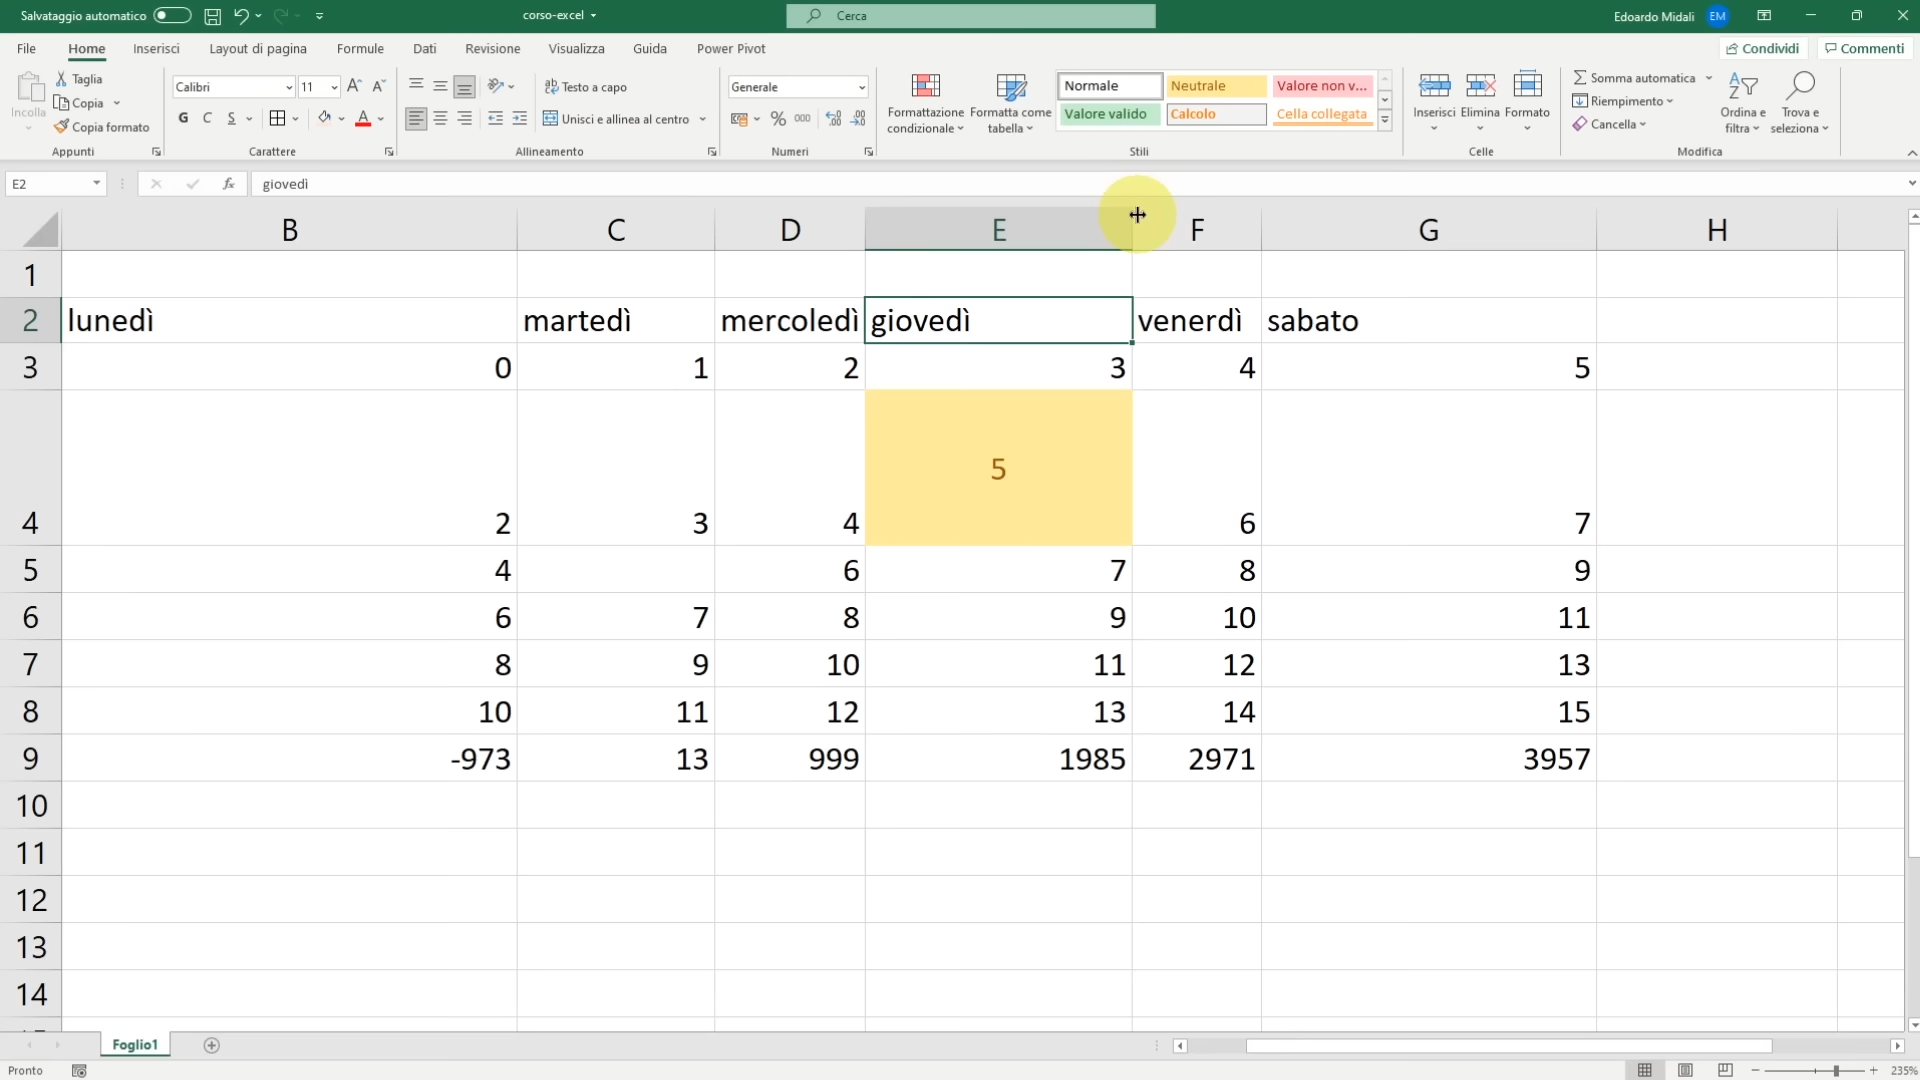 Salvataggio automatico corso-excel Cerca Edoardo Midali EM
File Home Inserisci Layout di pagina Formule Dati Revisione Visualizza Guida Power Pivot Condividi Commenti
Incolla Taglia Copia Copia formato
Calibri 11
G C S A
Testo a capo
Unisci e allinea al centro
Generale
% 000
Formattazione condizionale
Formatta come tabella
Normale Neutrale Valore non v...
Valore valido Calcolo Cella collegata
Inserisci Elimina Formato
Somma automatica
Riempimento
Cancella
Ordina e filtra
Trova e seleziona
Appunti Carattere Allineamento Numeri Stili Celle Modifica
E2 fx giovedì
B C D E F G H
1
2 lunedì martedì mercoledì giovedì venerdì sabato
3 0 1 2 3 4 5
4 2 3 4 5 6 7
5 4 6 7 8 9
6 6 7 8 9 10 11
7 8 9 10 11 12 13
8 10 11 12 13 14 15
9 -973 13 999 1985 2971 3957
10
11
12
13
14
Foglio1
Pronto 235%